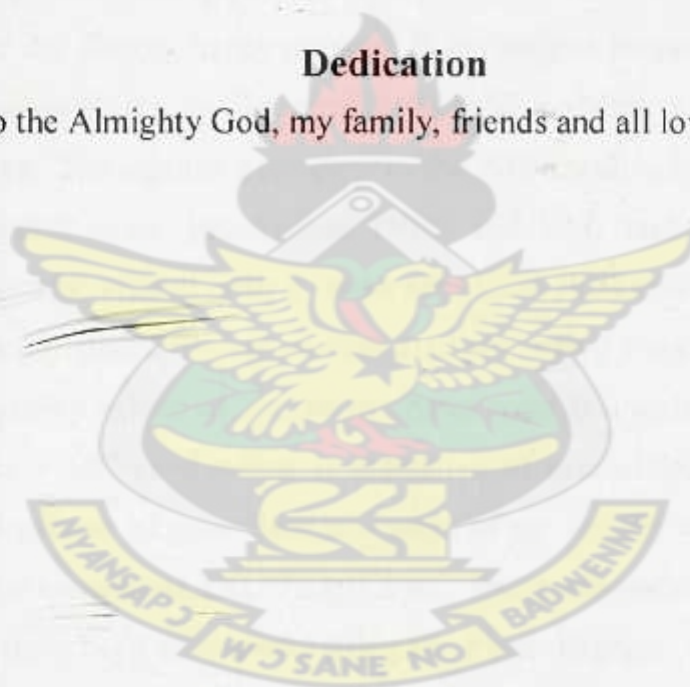 Dedication
o the Almighty God, my family, friends and all lo
NYANSAPƆ
WƆSANE NO
BADWENMA